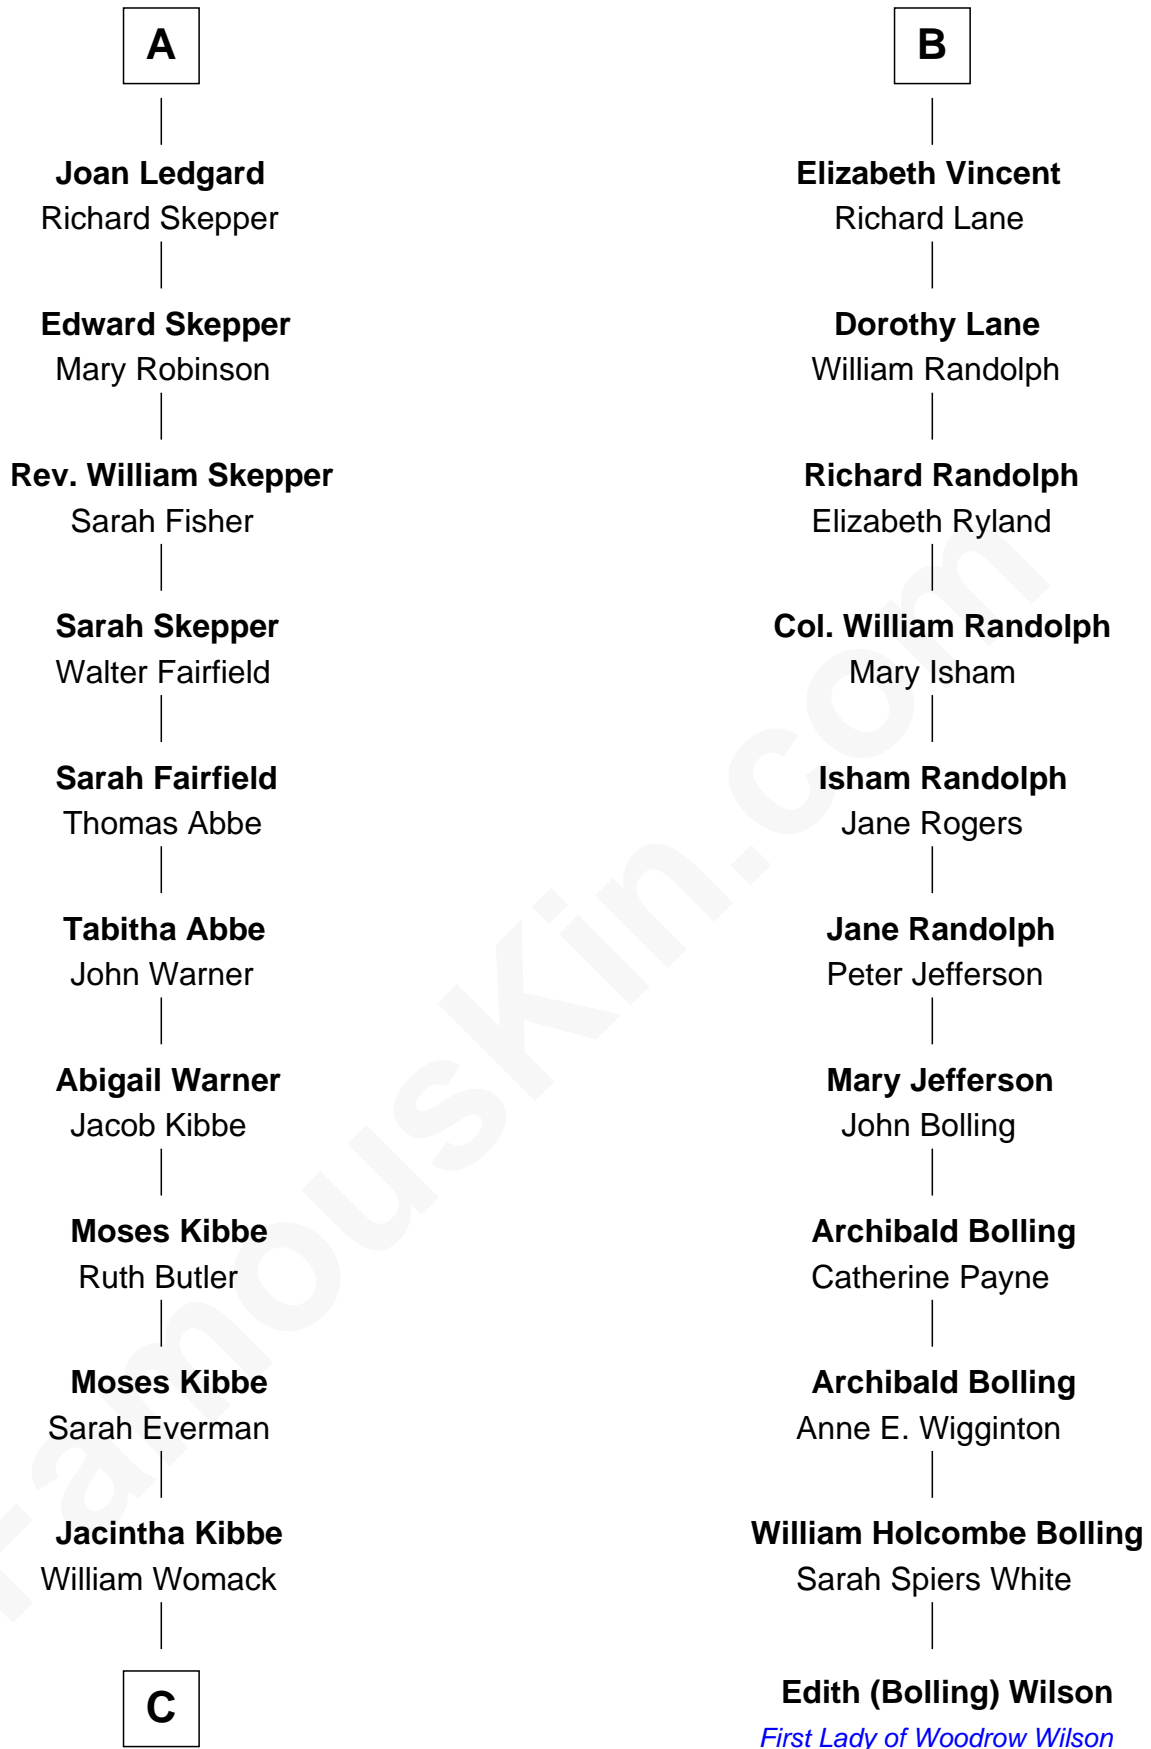 A
Joan Ledgard
Richard Skepper
Edward Skepper
Mary Robinson
Rev. William Skepper
Sarah Fisher
Sarah Skepper
Walter Fairfield
Sarah Fairfield
Thomas Abbe
Tabitha Abbe
John Warner
Abigail Warner
Jacob Kibbe
Moses Kibbe
Ruth Butler
Moses Kibbe
Sarah Everman
Jacintha Kibbe
William Womack
C
B
Elizabeth Vincent
Richard Lane
Dorothy Lane
William Randolph
Richard Randolph
Elizabeth Ryland
Col. William Randolph
Mary Isham
Isham Randolph
Jane Rogers
Jane Randolph
Peter Jefferson
Mary Jefferson
John Bolling
Archibald Bolling
Catherine Payne
Archibald Bolling
Anne E. Wigginton
William Holcombe Bolling
Sarah Spiers White
Edith (Bolling) Wilson
First Lady of Woodrow Wilson
FamousKin.com